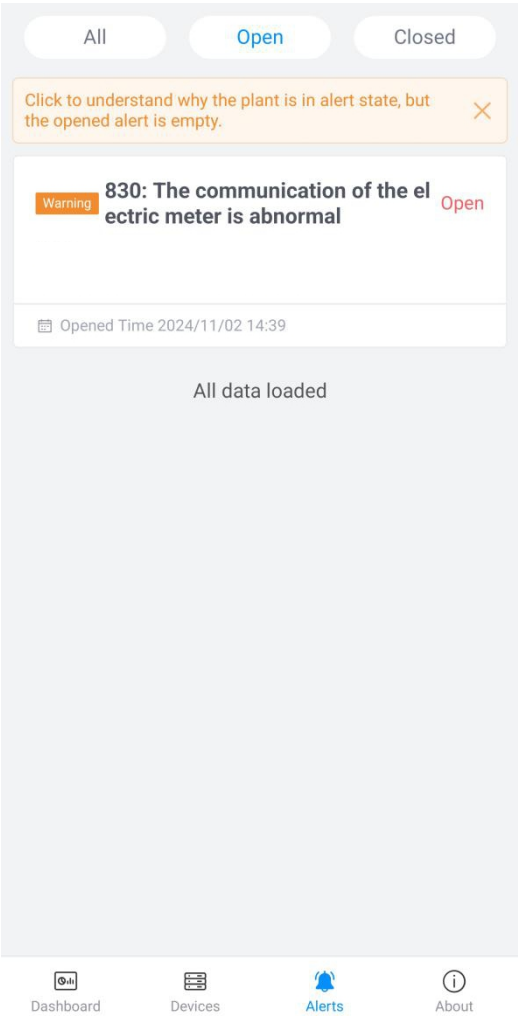 All Open Closed
Click to understand why the plant is in alert state, but
the opened alert is empty.
Warning 830: The communication of the el
ectric meter is abnormal
Open
Opened Time 2024/11/02 14:39
All data loaded
Dashboard Devices Alerts About